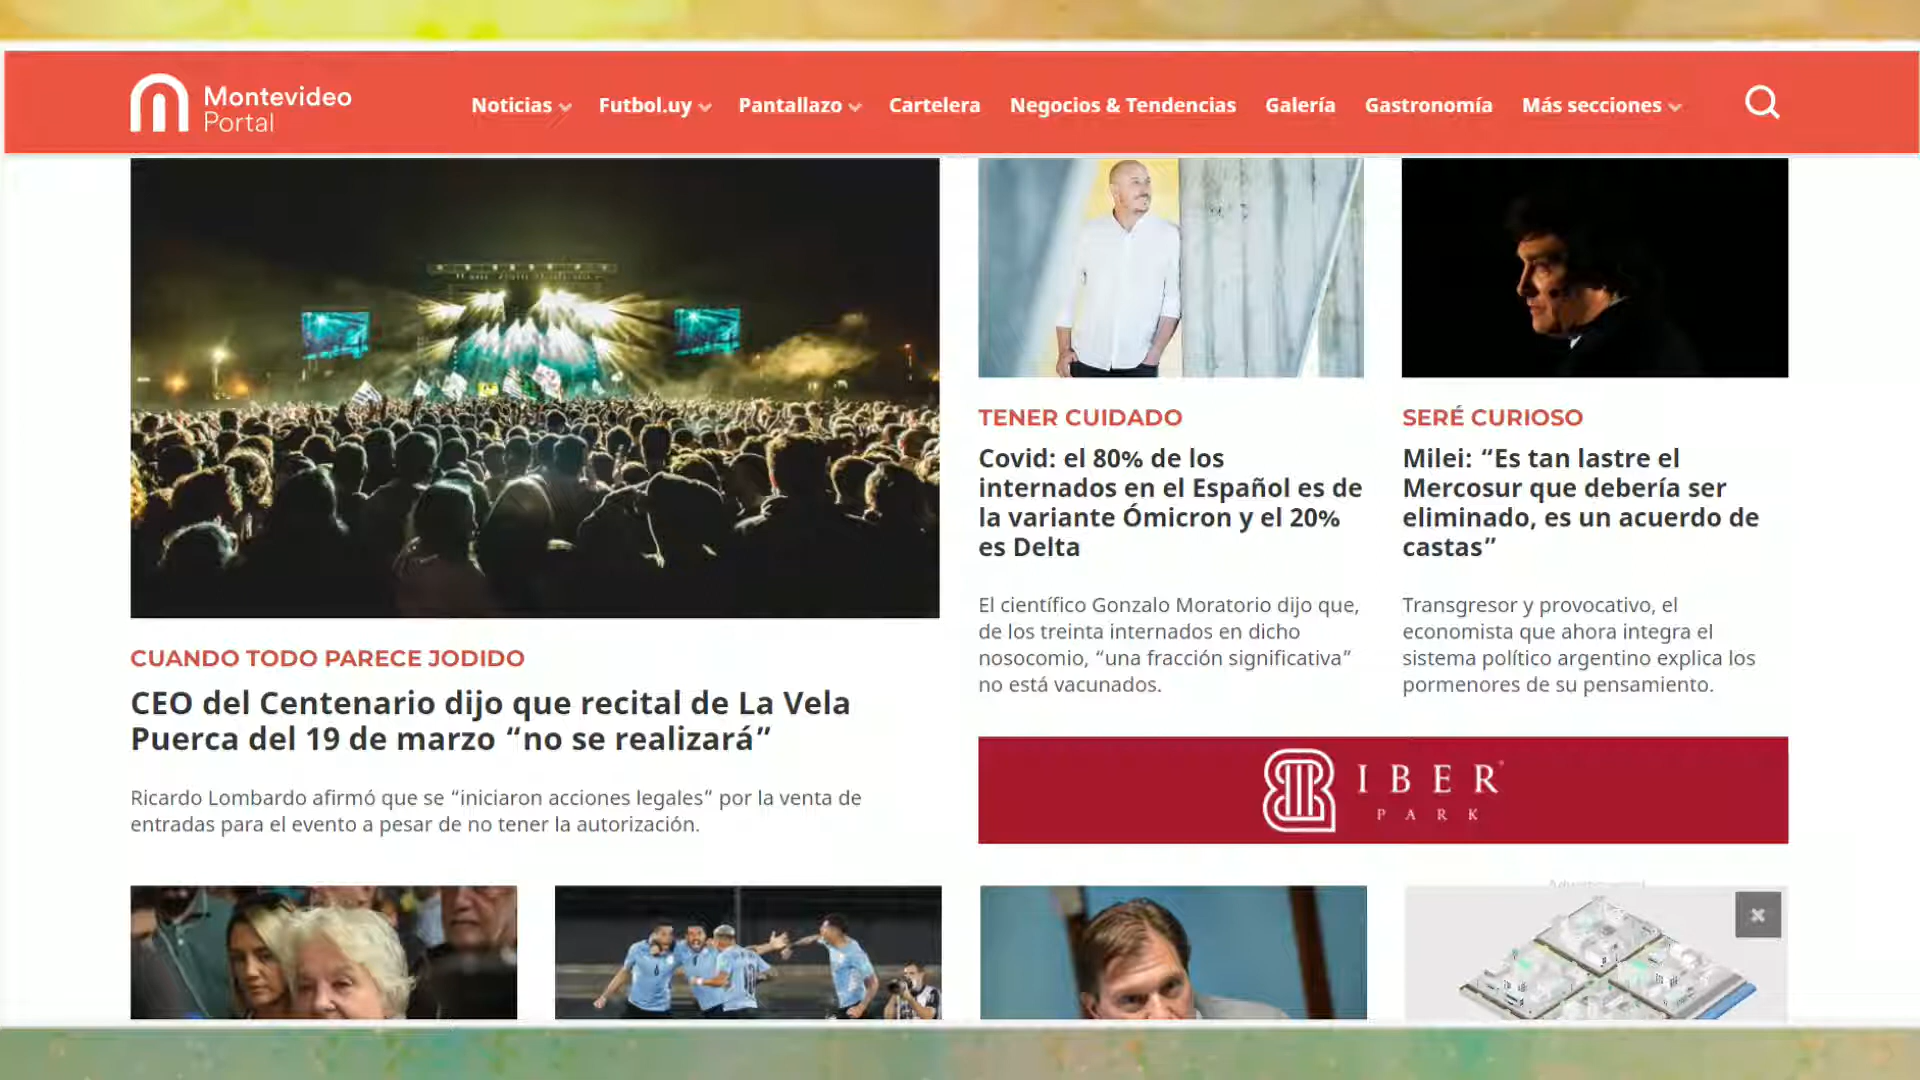 Montevideo
Portal
Noticias
Futbol.uy
Pantallazo
Cartelera
Negocios & Tendencias
Galería
Gastronomía
Más secciones
CUANDO TODO PARECE JODIDO
CEO del Centenario dijo que recital de La Vela
Puerca del 19 de marzo “no se realizará”
Ricardo Lombardo afirmó que se “iniciaron acciones legales” por la venta de
entradas para el evento a pesar de no tener la autorización.
TENER CUIDADO
Covid: el 80% de los
internados en el Español es de
la variante Ómicron y el 20%
es Delta
El científico Gonzalo Moratorio dijo que,
de los treinta internados en dicho
nosocomio, “una fracción significativa”
no está vacunados.
SERÉ CURIOSO
Milei: “Es tan lastre el
Mercosur que debería ser
eliminado, es un acuerdo de
castas”
Transgresor y provocativo, el
economista que ahora integra el
sistema político argentino explica los
pormenores de su pensamiento.
IBER
PARK